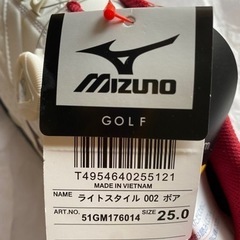 MIZUNO
GOLF
T4954640255121
MADE IN VIETNAM
NAME ライトスタイル 002 ボア
ART.NO. 51GM176014 SIZE 25.0